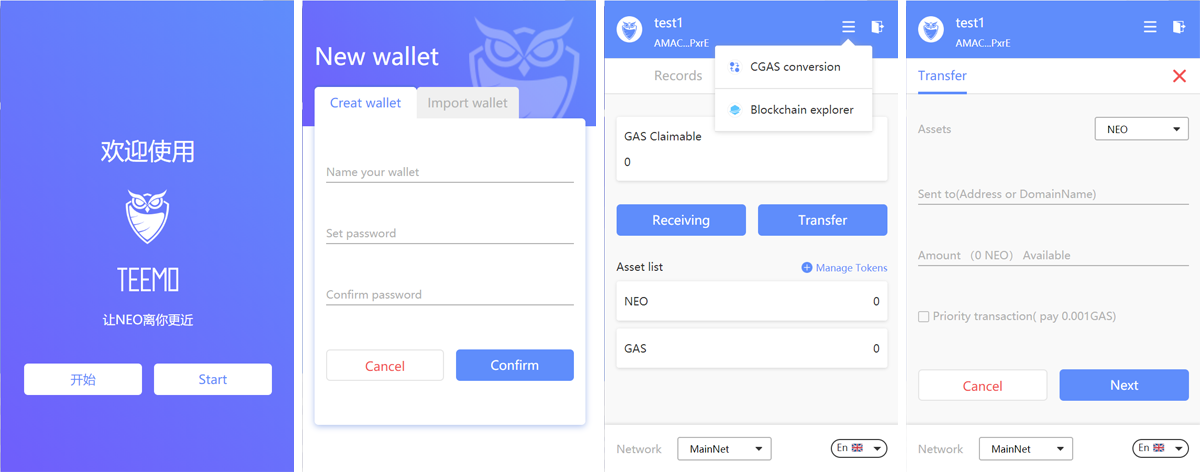 欢迎使用
TEEMO
让NEO离你更近
开始
Start
New wallet
Creat wallet
Import wallet
Name your wallet
Set password
Confirm password
Cancel
Confirm
test1
AMAC...PxrE
Records
CGAS conversion
Blockchain explorer
GAS Claimable
0
Receiving
Transfer
Asset list
Manage Tokens
NEO 0
GAS 0
Network
MainNet
En
test1
AMAC...PxrE
Transfer
Assets
NEO
Sent to(Address or DomainName)
Amount (0 NEO) Available
Priority transaction( pay 0.001GAS)
Cancel
Next
Network
MainNet
En